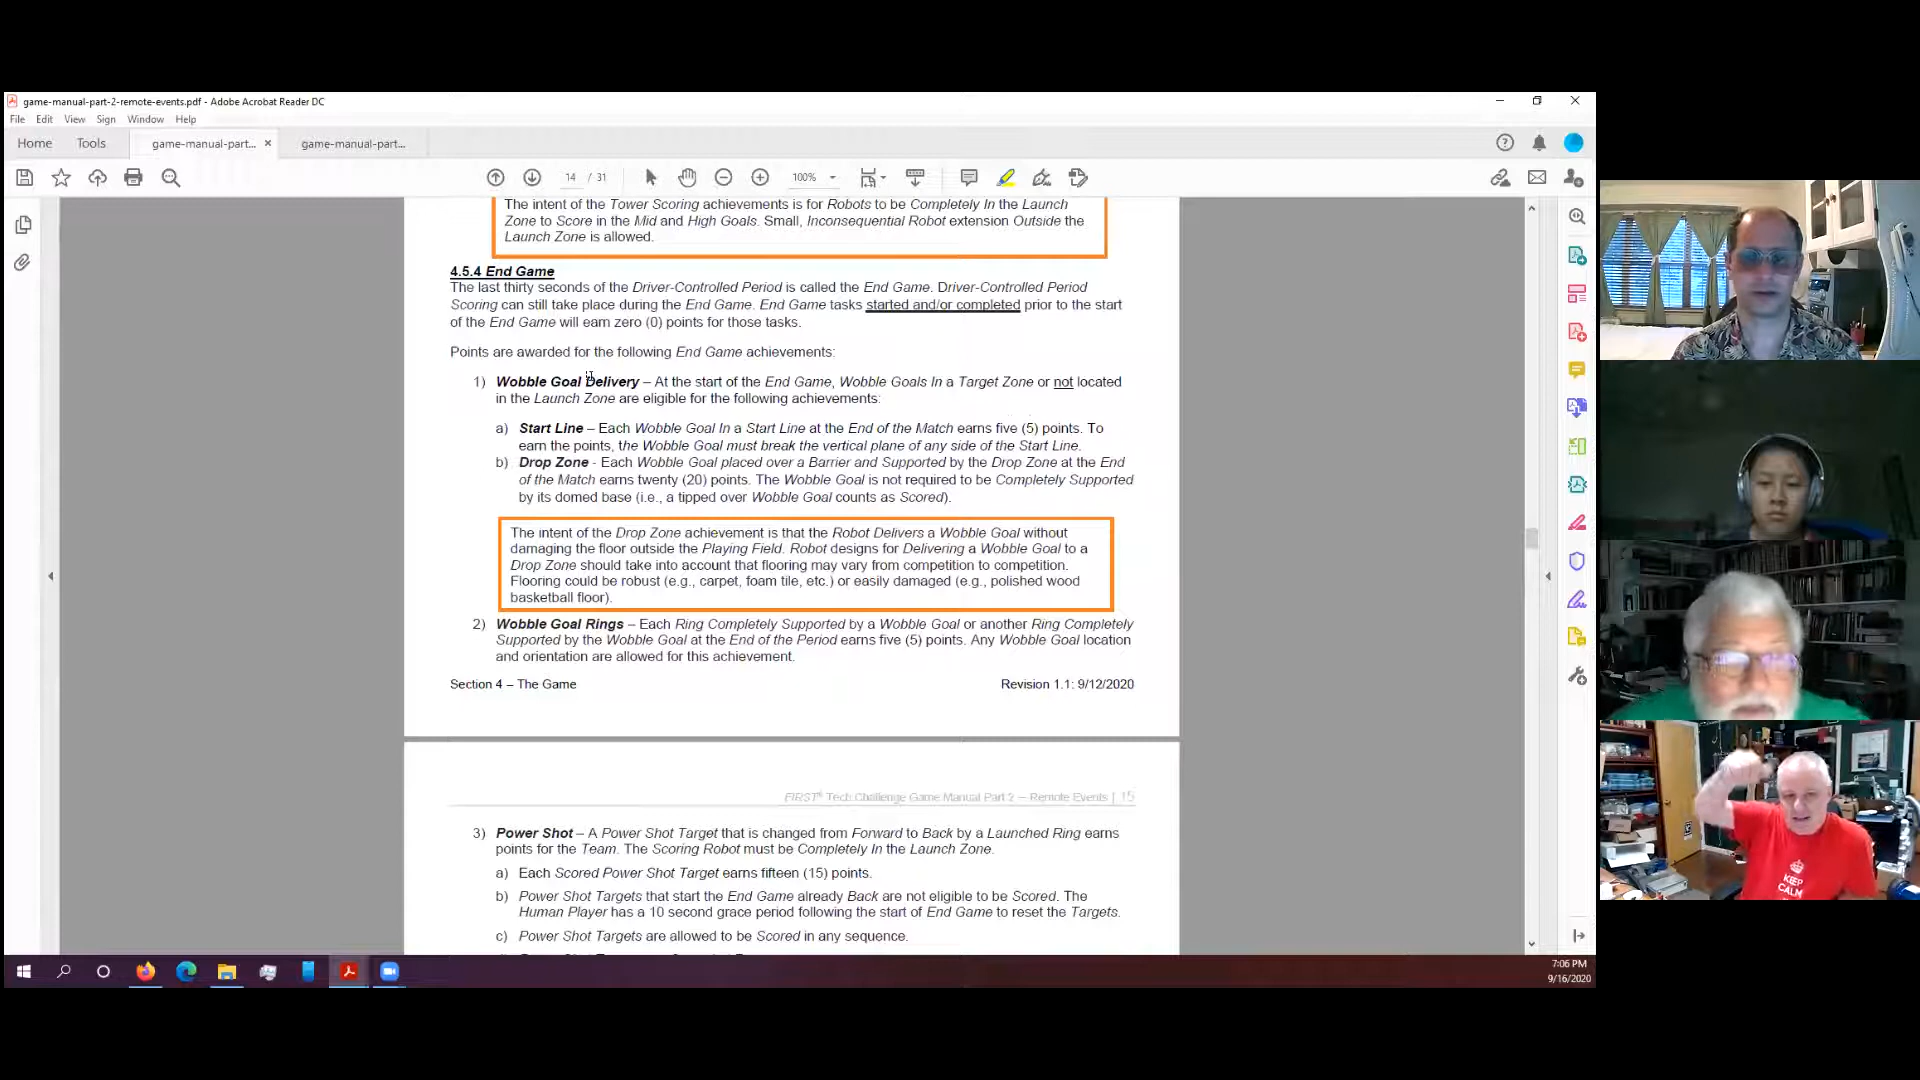 game-manual-part-2-remote-events.pdf - Adobe Acrobat Reader DC
File Edit View Sign Window Help
Home Tools game-manual-part... × game-manual-part...
14 / 31 100%
The intent of the Tower Scoring achievements is for Robots to be Completely In the Launch
Zone to Score in the Mid and High Goals. Small, Inconsequential Robot extension Outside the
Launch Zone is allowed.
4.5.4 End Game
The last thirty seconds of the Driver-Controlled Period is called the End Game. Driver-Controlled Period
Scoring can still take place during the End Game. End Game tasks started and/or completed prior to the start
of the End Game will earn zero (0) points for those tasks.
Points are awarded for the following End Game achievements:
1) Wobble Goal Delivery – At the start of the End Game, Wobble Goals In a Target Zone or not located
in the Launch Zone are eligible for the following achievements:
a) Start Line – Each Wobble Goal In a Start Line at the End of the Match earns five (5) points. To
earn the points, the Wobble Goal must break the vertical plane of any side of the Start Line.
b) Drop Zone - Each Wobble Goal placed over a Barrier and Supported by the Drop Zone at the End
of the Match earns twenty (20) points. The Wobble Goal is not required to be Completely Supported
by its domed base (i.e., a tipped over Wobble Goal counts as Scored).
The intent of the Drop Zone achievement is that the Robot Delivers a Wobble Goal without
damaging the floor outside the Playing Field. Robot designs for Delivering a Wobble Goal to a
Drop Zone should take into account that flooring may vary from competition to competition.
Flooring could be robust (e.g., carpet, foam tile, etc.) or easily damaged (e.g., polished wood
basketball floor).
2) Wobble Goal Rings – Each Ring Completely Supported by a Wobble Goal or another Ring Completely
Supported by the Wobble Goal at the End of the Period earns five (5) points. Any Wobble Goal location
and orientation are allowed for this achievement.
Section 4 – The Game Revision 1.1: 9/12/2020
FIRST® Tech Challenge Game Manual Part 2 – Remote Events | 15
3) Power Shot – A Power Shot Target that is changed from Forward to Back by a Launched Ring earns
points for the Team. The Scoring Robot must be Completely In the Launch Zone.
a) Each Scored Power Shot Target earns fifteen (15) points.
b) Power Shot Targets that start the End Game already Back are not eligible to be Scored. The
Human Player has a 10 second grace period following the start of End Game to reset the Targets.
c) Power Shot Targets are allowed to be Scored in any sequence.
7:06 PM
9/16/2020
KEEP
CALM